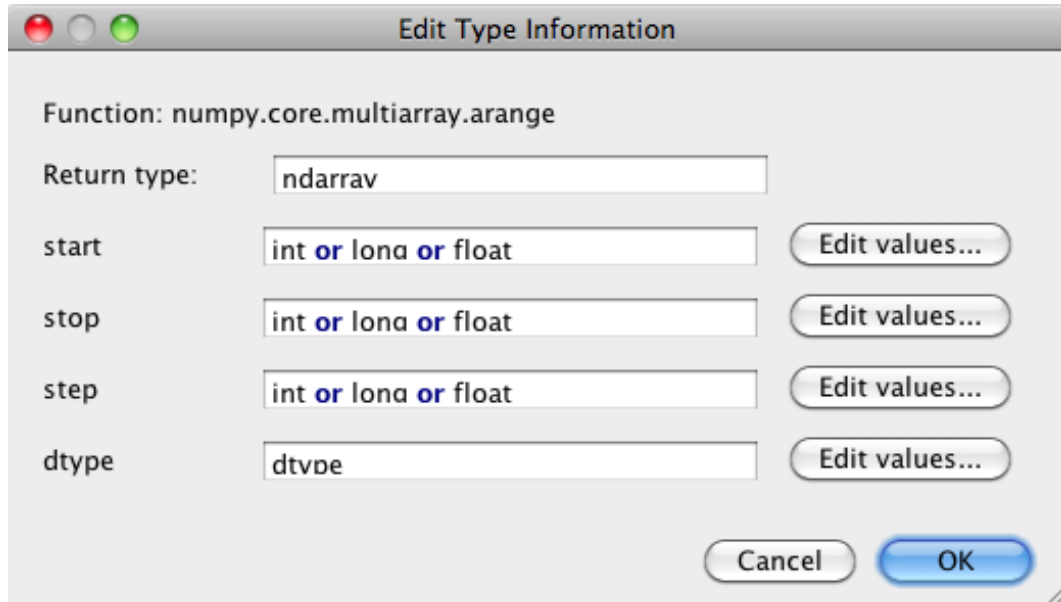 Edit Type Information
Function: numpy.core.multiarray.arange
Return type: ndarray
start int or long or float Edit values...
stop int or long or float Edit values...
step int or long or float Edit values...
dtype dtype Edit values...
Cancel OK